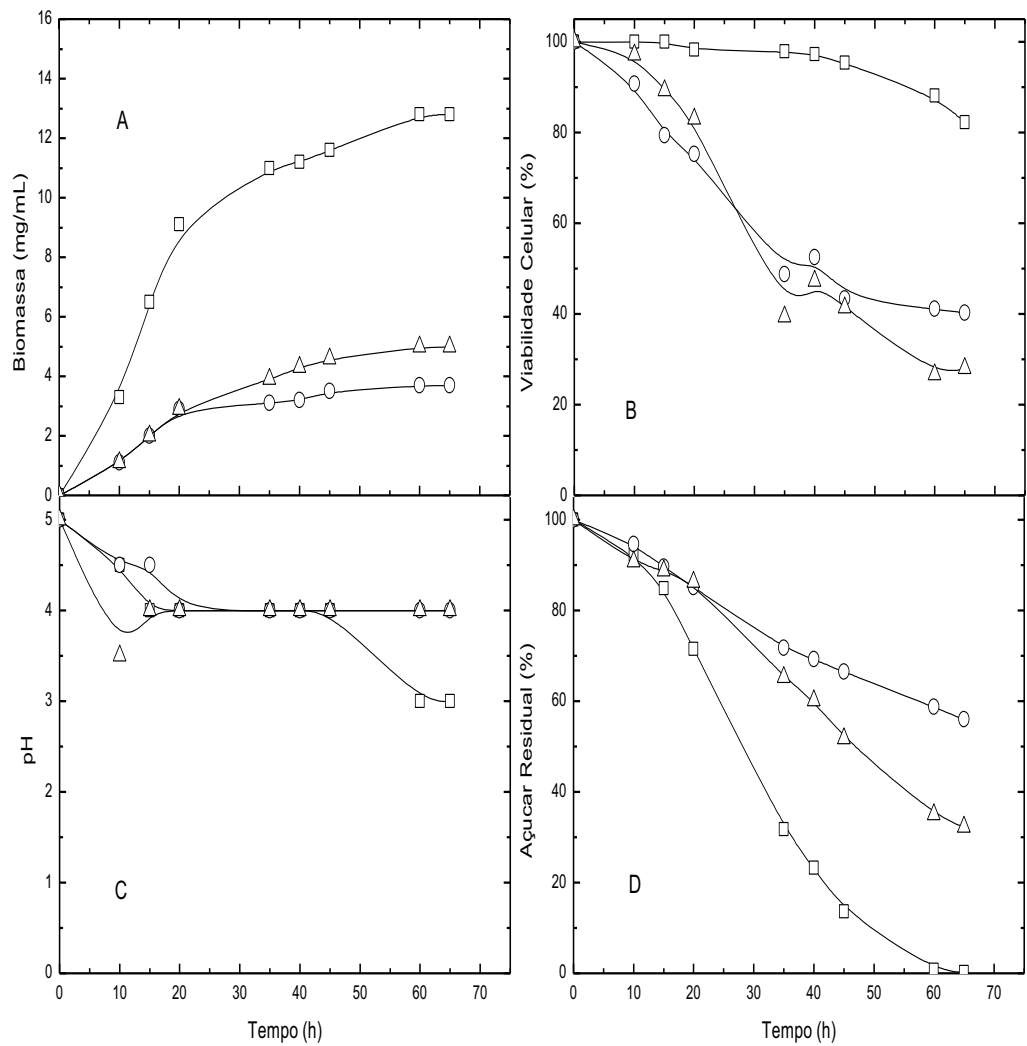 16
14
12
10
8
6
4
2
0
Biomassa (mg/mL)
A
100
80
60
40
20
0
Viabilidade Celular (%)
B
5
4
3
2
1
0
pH
C
0 10 20 30 40 50 60 70
Tempo (h)
100
80
60
40
20
0
Açucar Residual (%)
D
0 10 20 30 40 50 60 70
Tempo (h)